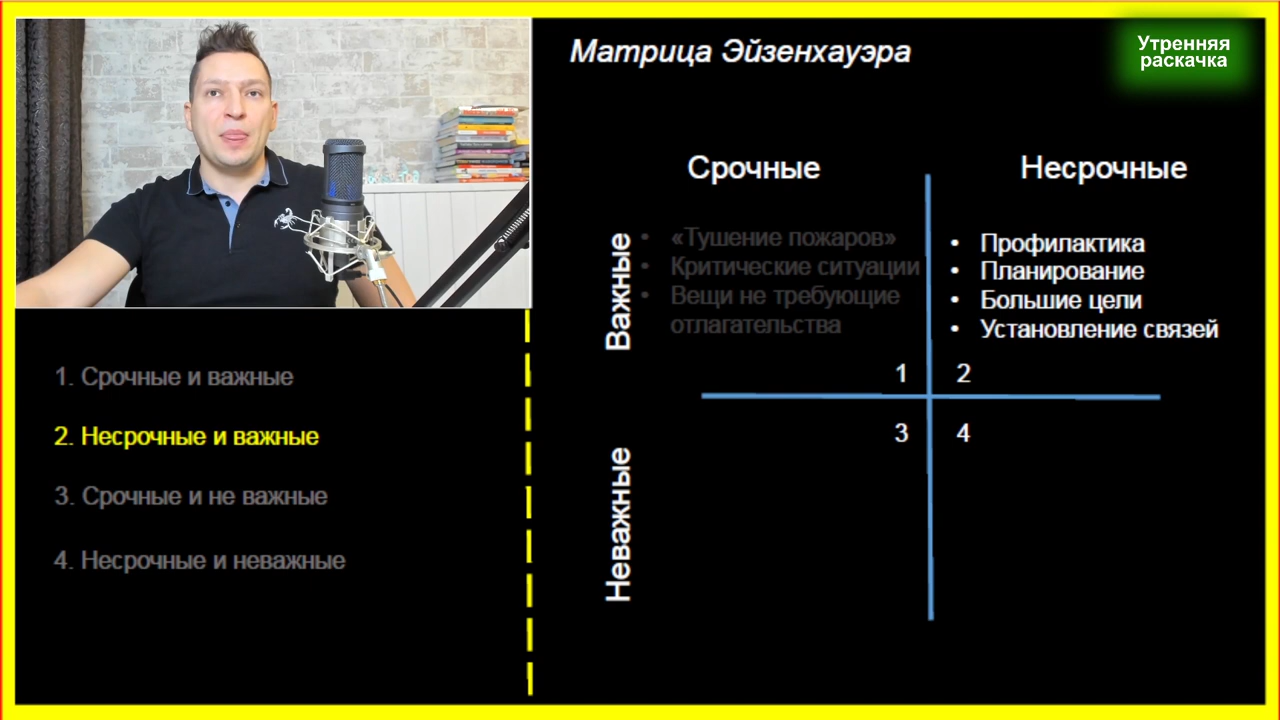 Матрица Эйзенхауэра
Утренняя
раскачка
Срочные
Несрочные
Важные
• «Тушение пожаров»
• Критические ситуации
• Вещи не требующие
отлагательства
• Профилактика
• Планирование
• Большие цели
• Установление связей
1
2
3
4
Неважные
1. Срочные и важные
2. Несрочные и важные
3. Срочные и не важные
4. Несрочные и неважные